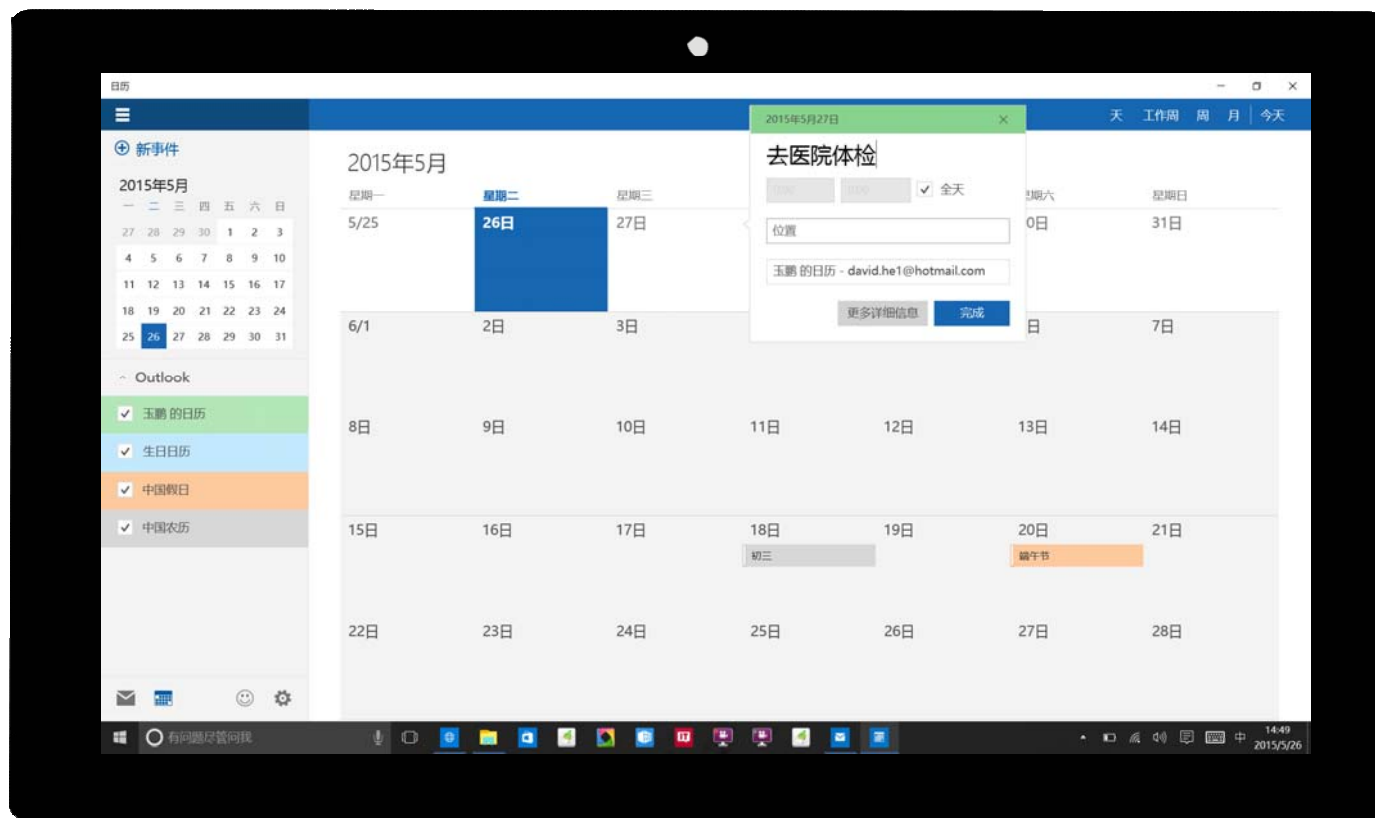 日历
天 工作周 周 月 今天
新事件
2015年5月
一 二 三 四 五 六 日
27 28 29 30 1 2 3
4 5 6 7 8 9 10
11 12 13 14 15 16 17
18 19 20 21 22 23 24
25 26 27 28 29 30 31
Outlook
玉鹏 的日历
生日日历
中国假日
中国农历
2015年5月
星期一 星期二 星期三 期六 星期日
5/25 26日 27日 0日 31日
2015年5月27日
去医院体检
全天
位置
玉鹏 的日历 - david.he1@hotmail.com
更多详细信息 完成
6/1 2日 3日 日 7日
8日 9日 10日 11日 12日 13日 14日
15日 16日 17日 18日 19日 20日 21日
初三 端午节
22日 23日 24日 25日 26日 27日 28日
有问题尽管问我
中 14:49
2015/5/26